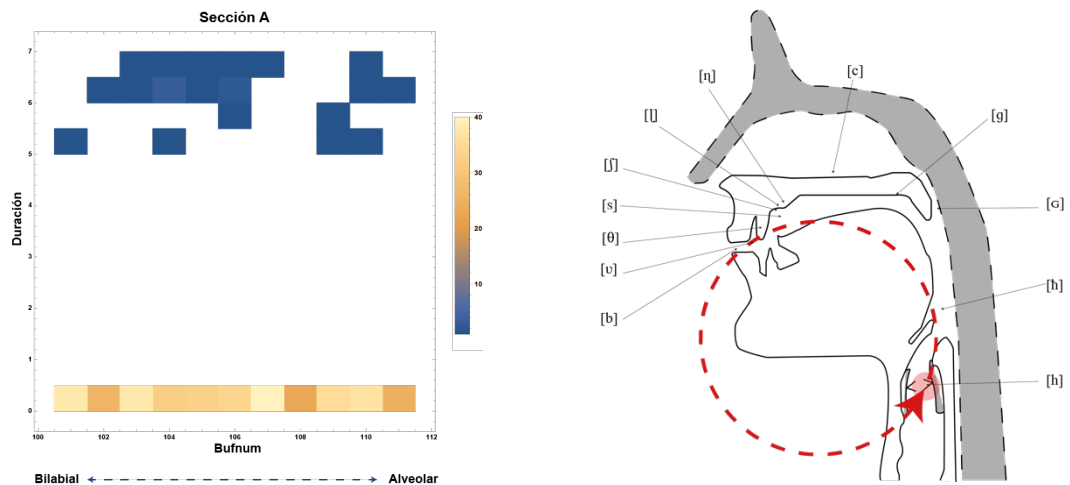 Sección A
Duración
7
6
5
4
3
2
1
0
100
102
104
106
108
110
112
Bufnum
Bilabial
Alveolar
40
30
20
10
[c]
[ɳ]
[ɭ]
[ʃ]
[s]
[θ]
[ʋ]
[b]
[g]
[ɢ]
[ħ]
[h]